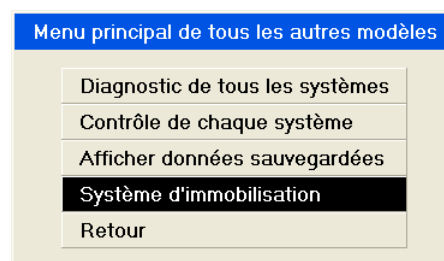 Menu principal de tous les autres modèles
Diagnostic de tous les systèmes
Contrôle de chaque système
Afficher données sauvegardées
Système d'immobilisation
Retour